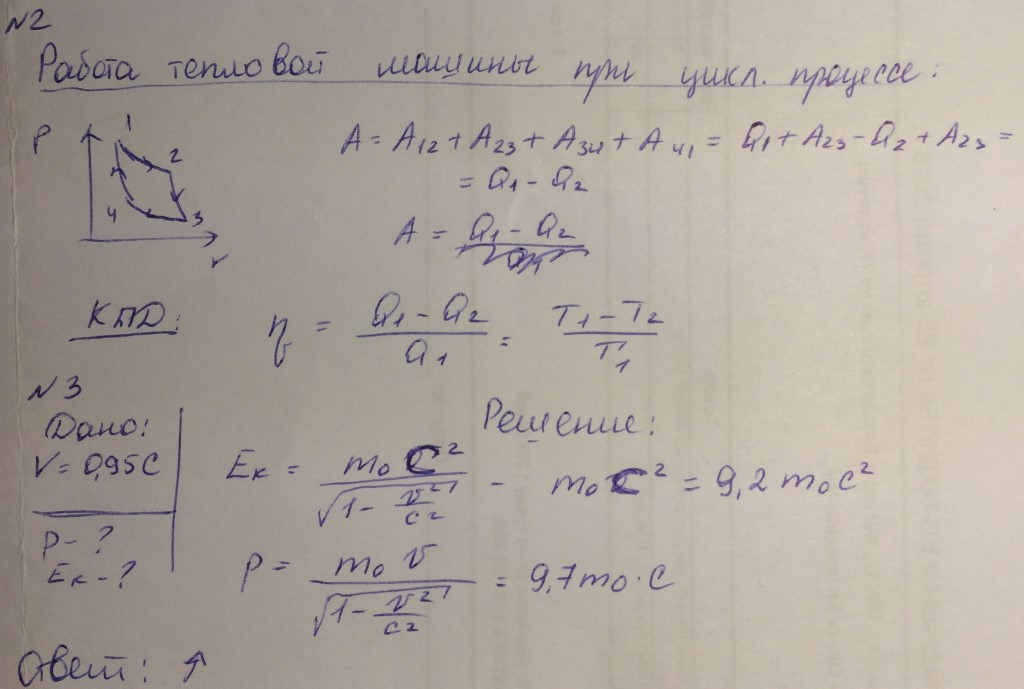 №2
Работа тепловой машины при цикл. процессе:
P 1 2 3 4 V
A = A12 + A23 + A34 + A41 = Q1 + A23 - Q2 + A23 =
= Q1 - Q2
A = Q1 - Q2
КПД: η = (Q1 - Q2)/Q1 = (T1 - T2)/T1
№3
Дано: Решение:
V = 0,95C
Eк = m₀C²/√(1 - v²/c²) - m₀C² = 9,2 m₀c²
P - ?
Eк - ?
P = m₀v/√(1 - v²/c²) = 9,7 m₀·C
Ответ: ↑